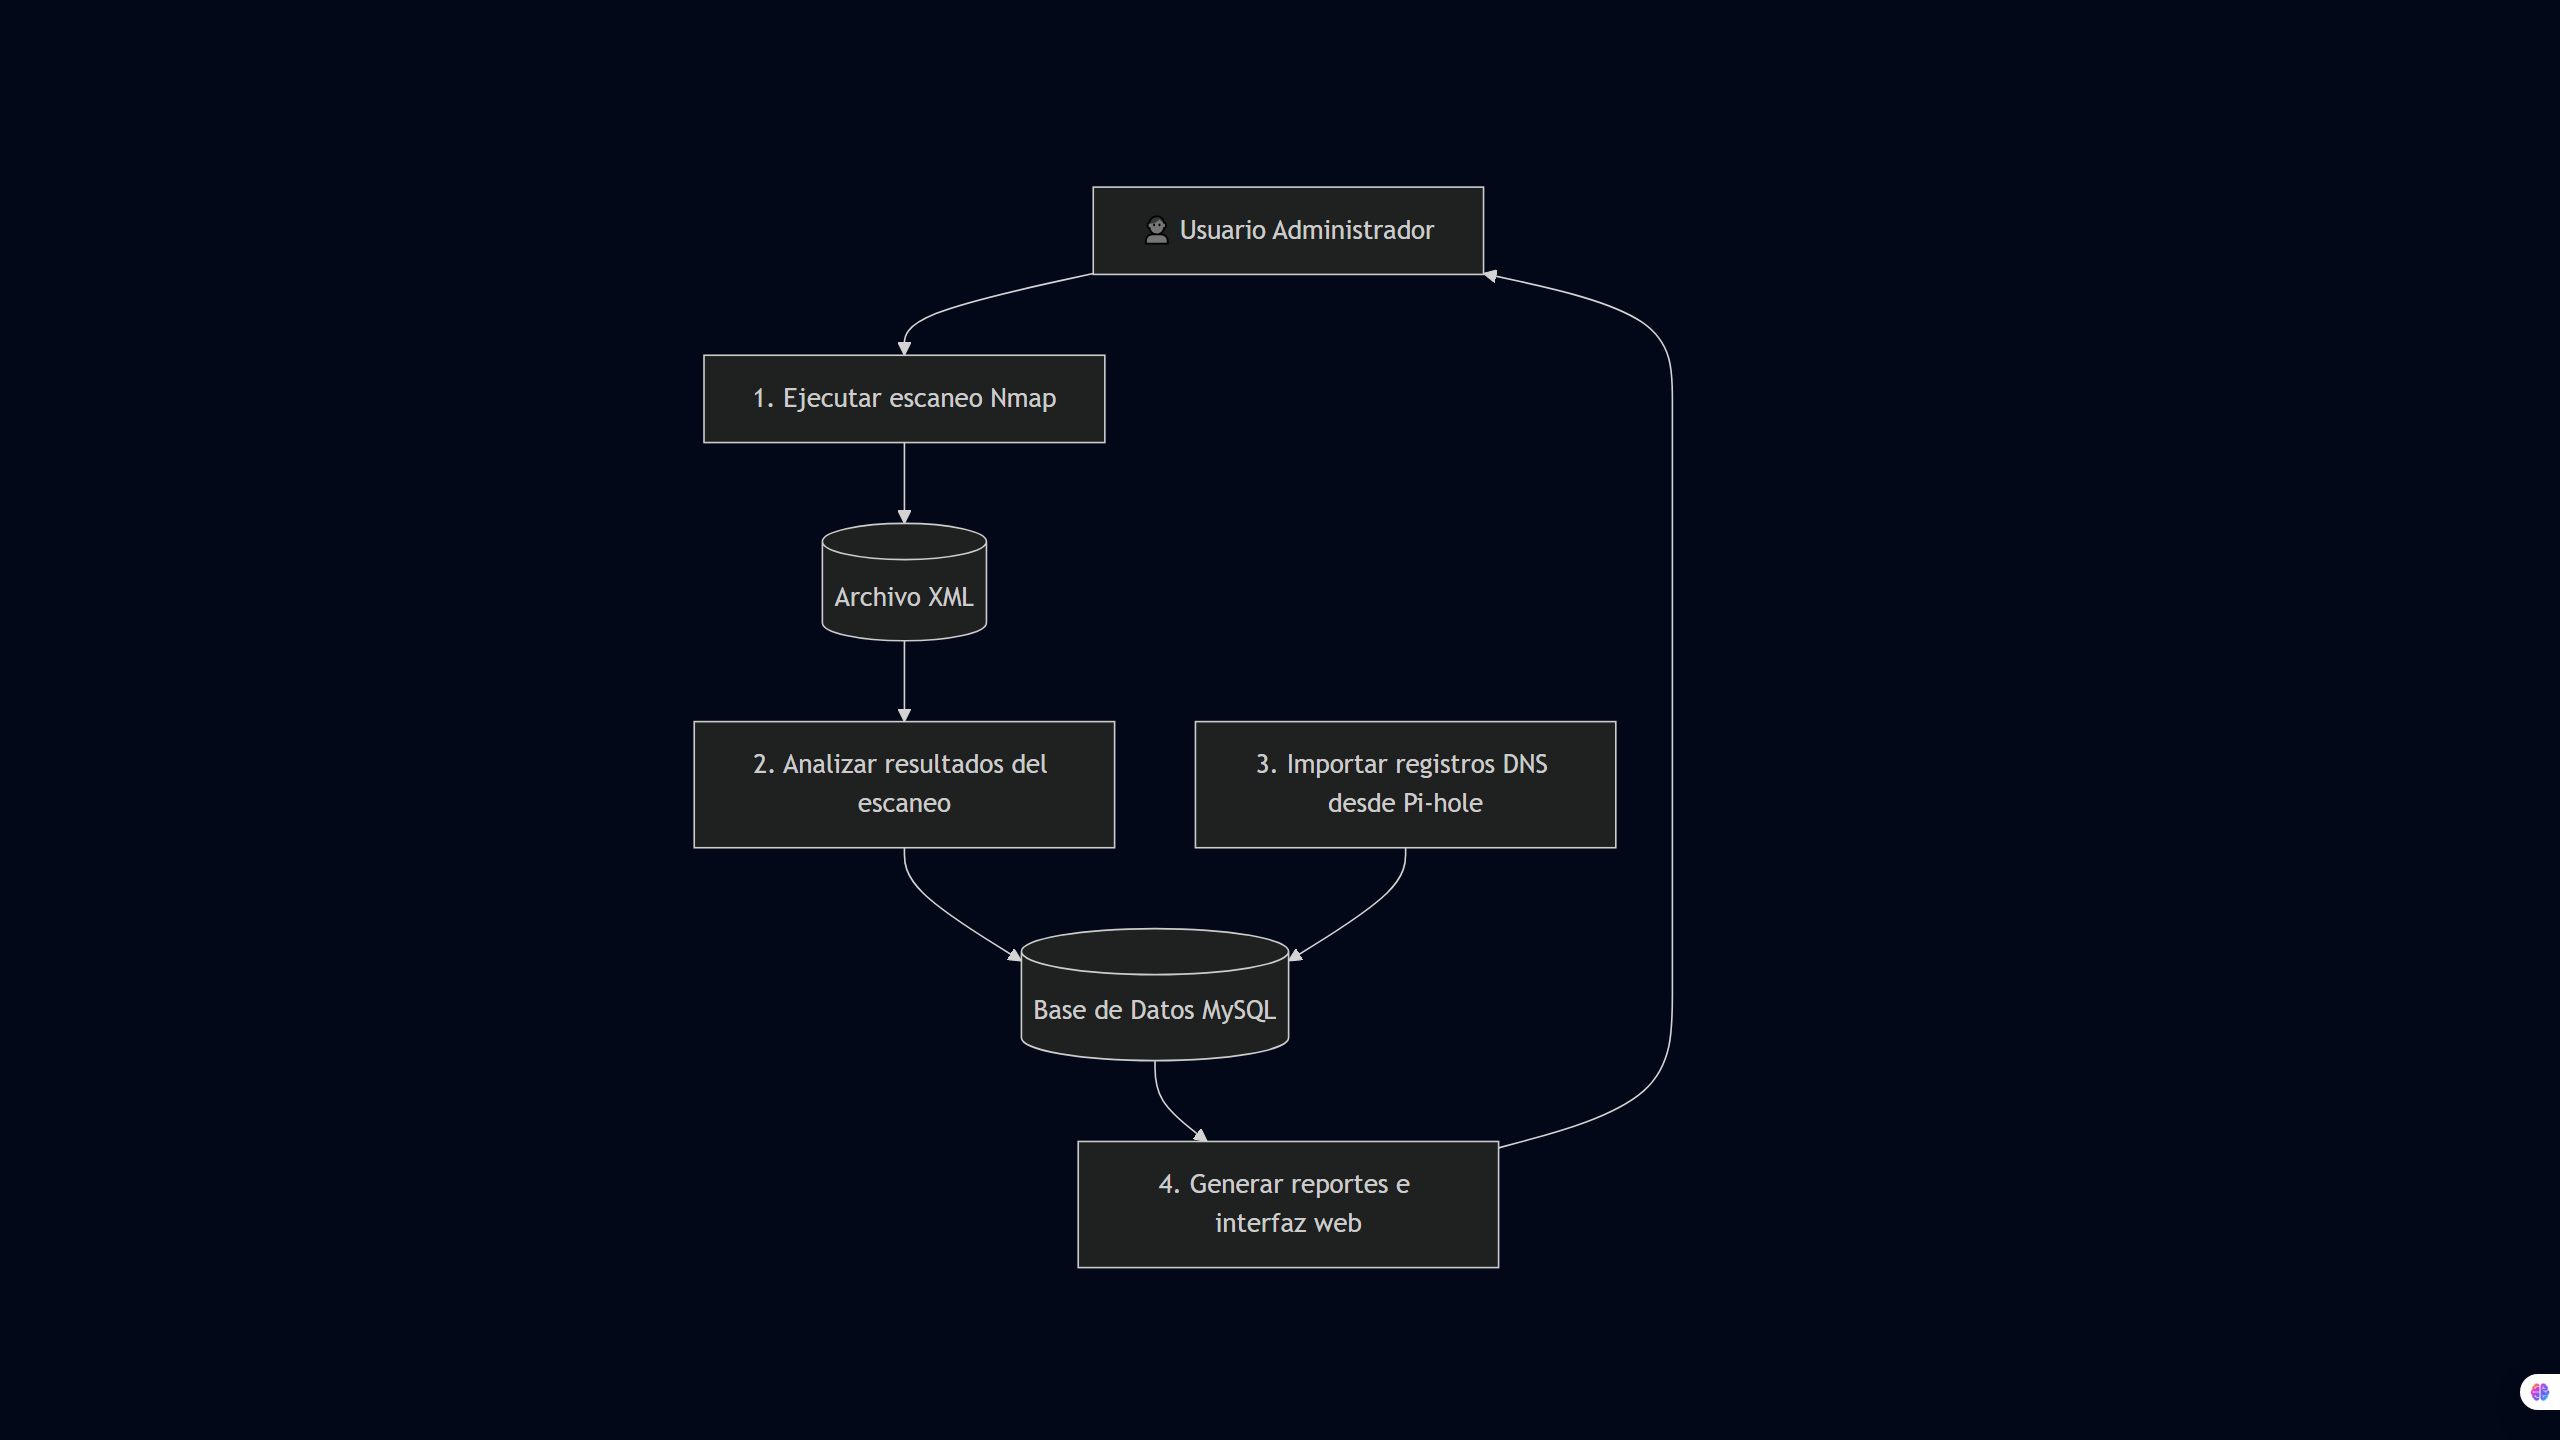 Usuario Administrador
1. Ejecutar escaneo Nmap
Archivo XML
2. Analizar resultados del
escaneo
3. Importar registros DNS
desde Pi-hole
Base de Datos MySQL
4. Generar reportes e
interfaz web